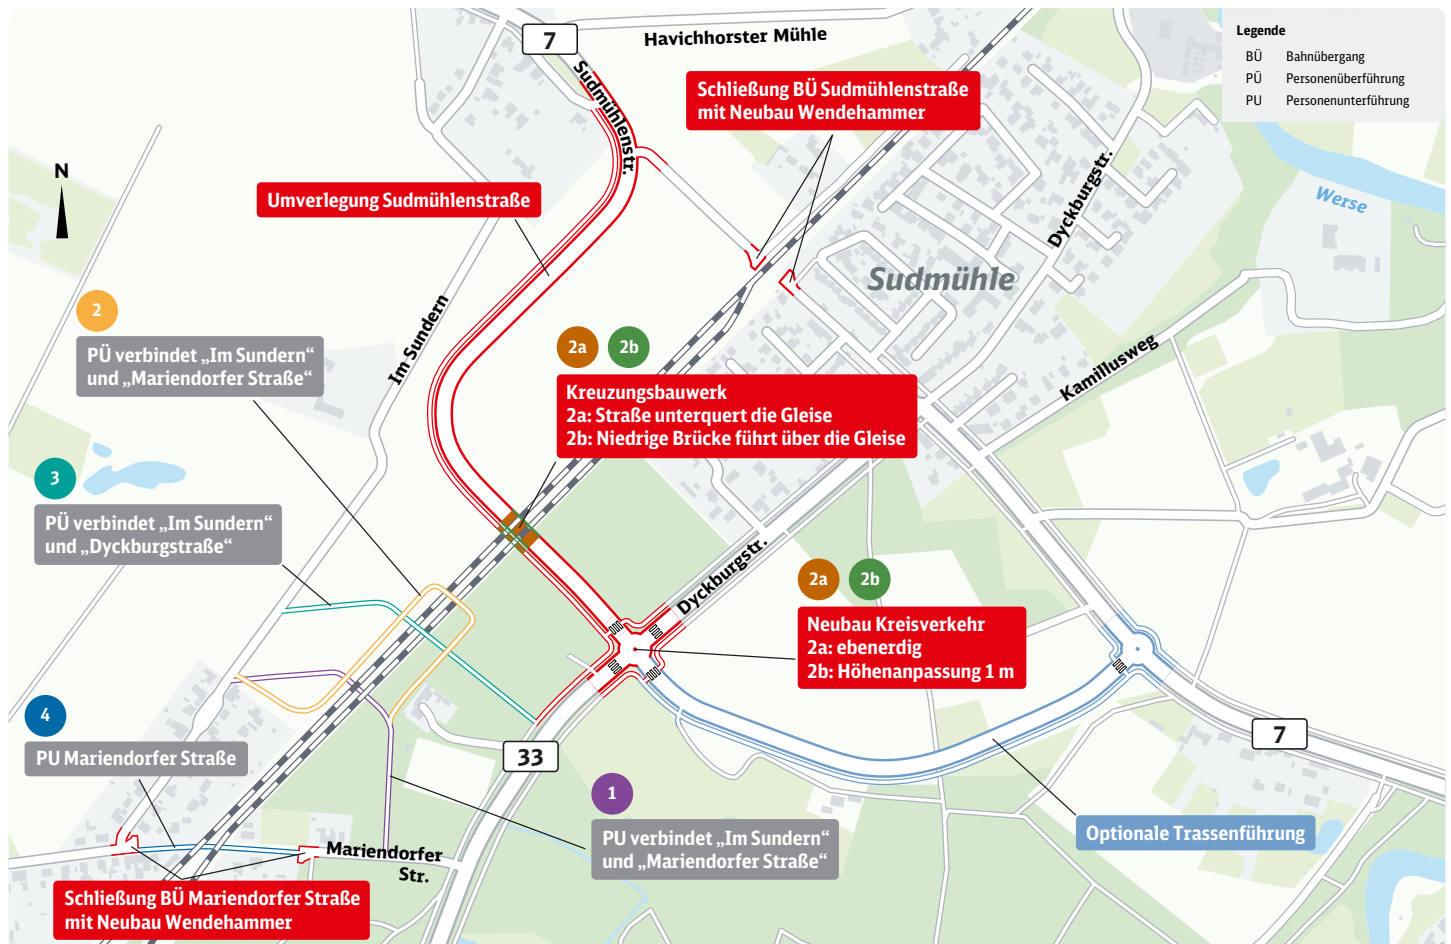 7
Havichhorster Mühle
Sudmühlenstr.
Legende
BÜ Bahnübergang
PÜ Personenüberführung
PU Personenunterführung
Schließung BÜ Sudmühlenstraße
mit Neubau Wendehammer
N
Umverlegung Sudmühlenstraße
Dyckburgstr.
Werse
Sudmühle
2
PÜ verbindet „Im Sundern“
und „Mariendorfer Straße“
Im Sundern
2a 2b
Kreuzungsbauwerk
2a: Straße unterquert die Gleise
2b: Niedrige Brücke führt über die Gleise
Kamillusweg
3
PÜ verbindet „Im Sundern“
und „Dyckburgstraße“
Dyckburgstr.
2a 2b
Neubau Kreisverkehr
2a: ebenerdig
2b: Höhenanpassung 1 m
4
PU Mariendorfer Straße
33
7
1
PU verbindet „Im Sundern“
und „Mariendorfer Straße“
Optionale Trassenführung
Mariendorfer
Str.
Schließung BÜ Mariendorfer Straße
mit Neubau Wendehammer